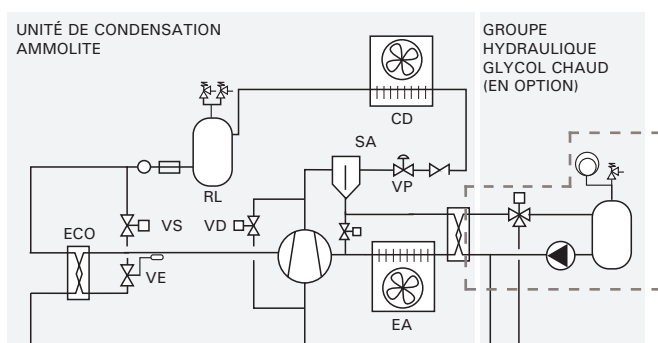 UNITÉ DE CONDENSATION
AMMOLITE
GROUPE
HYDRAULIQUE
GLYCOL CHAUD
(EN OPTION)
CD
SA
VP
RL
ECO
VS
VD
VE
EA